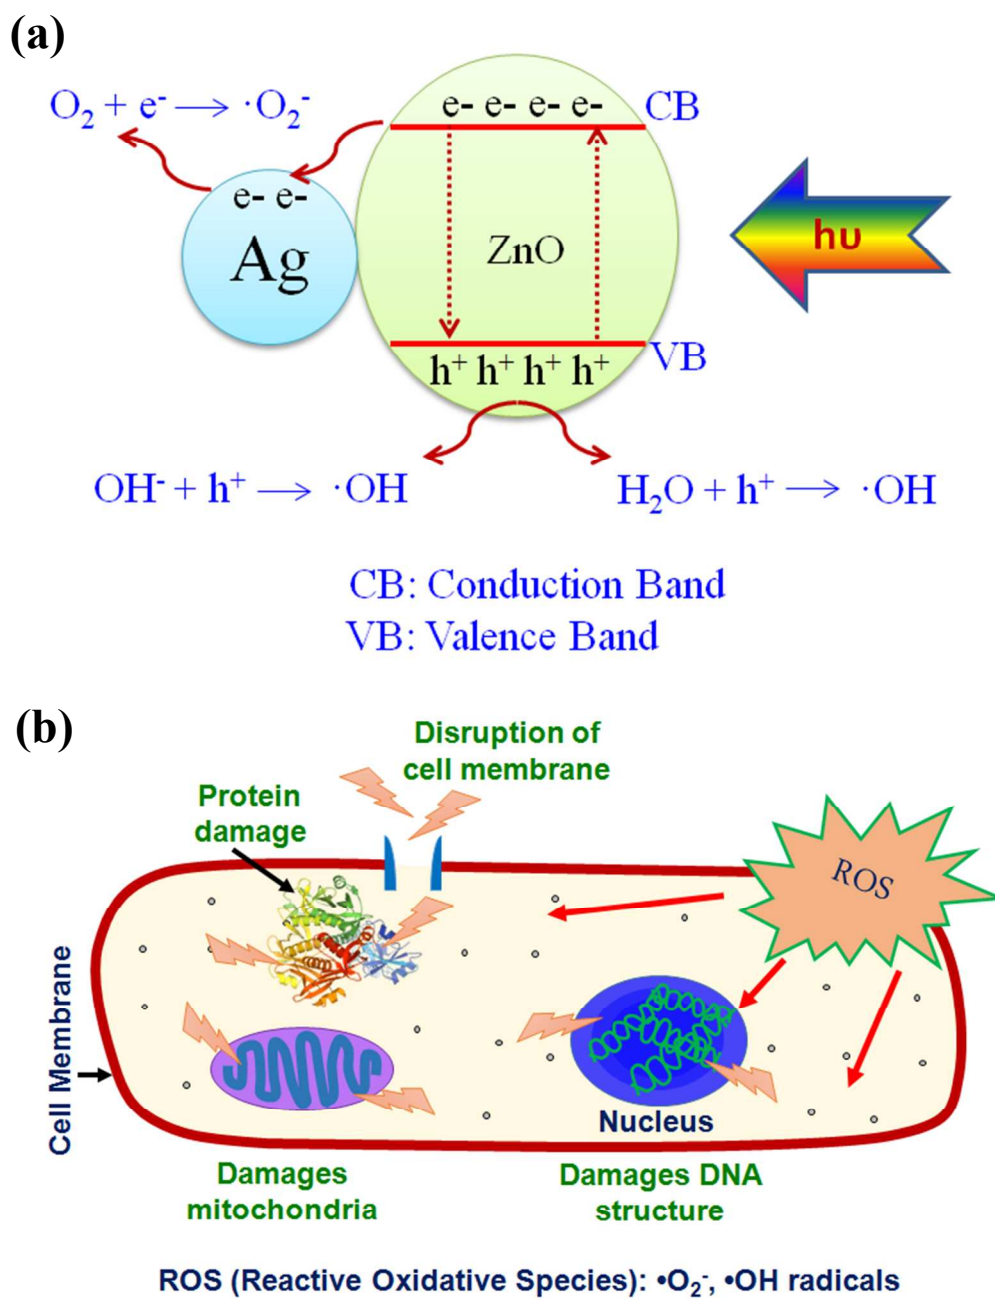 (a)
O₂ + e⁻ → ·O₂⁻
e- e- e- e-
CB
e- e-
Ag
ZnO
hυ
VB
h⁺ h⁺ h⁺ h⁺
OH⁻ + h⁺ → ·OH
H₂O + h⁺ → ·OH
CB: Conduction Band
VB: Valence Band
(b)
Disruption of
cell membrane
Protein
damage
ROS
Cell Membrane
Nucleus
Damages
mitochondria
Damages DNA
structure
ROS (Reactive Oxidative Species): •O₂⁻, •OH radicals